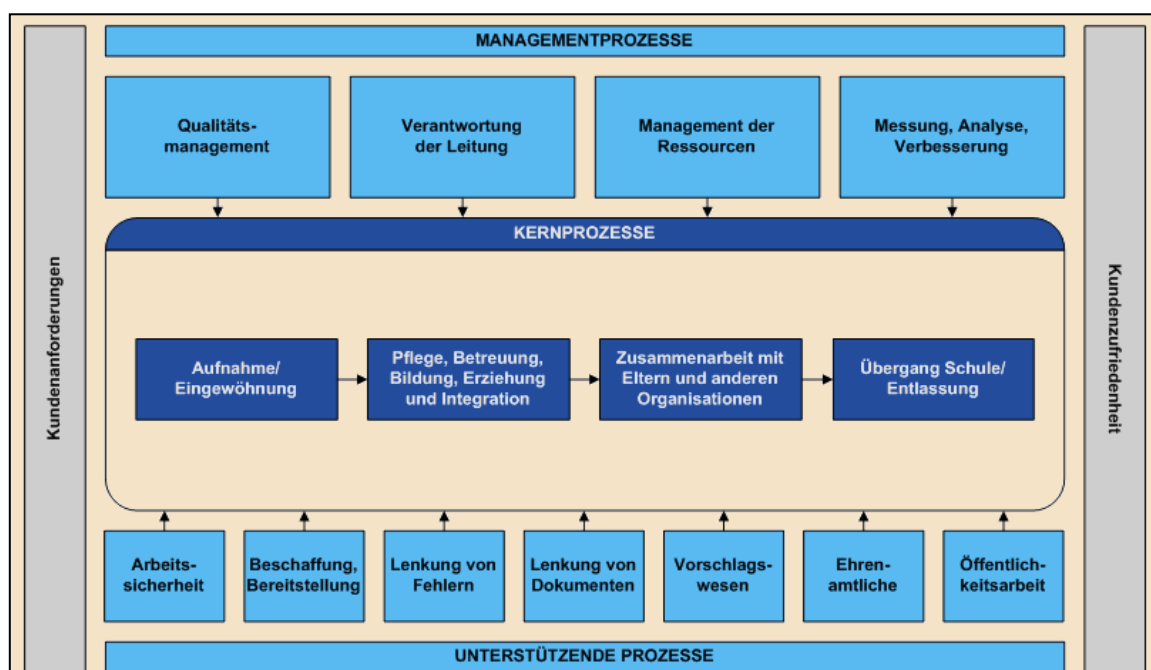 MANAGEMENTPROZESSE
Qualitäts-
management
Verantwortung
der Leitung
Management der
Ressourcen
Messung, Analyse,
Verbesserung
Kundenanforderungen
KERNPROZESSE
Aufnahme/
Eingewöhnung
Pflege, Betreuung,
Bildung, Erziehung
und Integration
Zusammenarbeit mit
Eltern und anderen
Organisationen
Übergang Schule/
Entlassung
Kundenzufriedenheit
Arbeits-
sicherheit
Beschaffung,
Bereitstellung
Lenkung von
Fehlern
Lenkung von
Dokumenten
Vorschlags-
wesen
Ehren-
amtliche
Öffentlich-
keitsarbeit
UNTERSTÜTZENDE PROZESSE